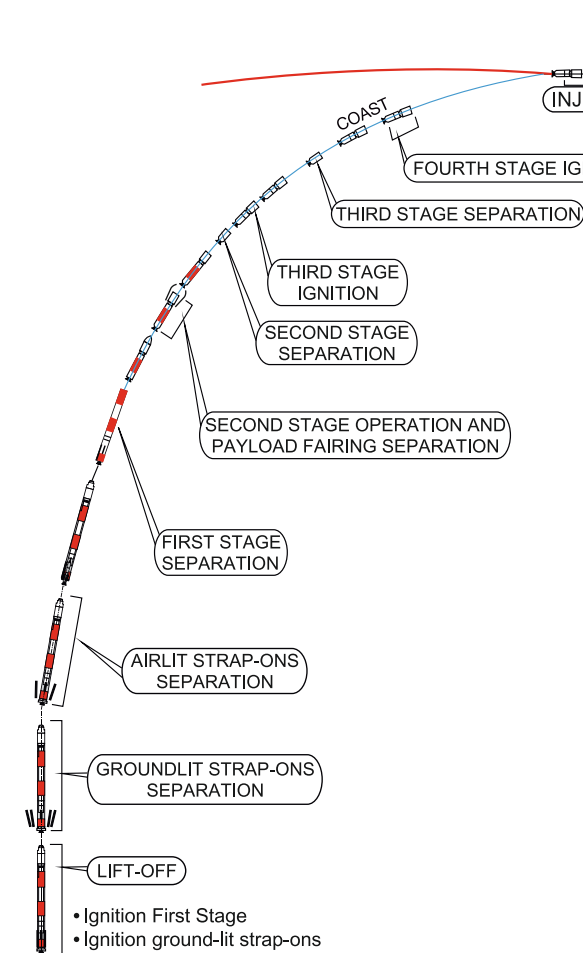 INJ
COAST
FOURTH STAGE IG
THIRD STAGE SEPARATION
THIRD STAGE
IGNITION
SECOND STAGE
SEPARATION
SECOND STAGE OPERATION AND
PAYLOAD FAIRING SEPARATION
FIRST STAGE
SEPARATION
AIRLIT STRAP-ONS
SEPARATION
GROUNDLIT STRAP-ONS
SEPARATION
LIFT-OFF
• Ignition First Stage
• Ignition ground-lit strap-ons